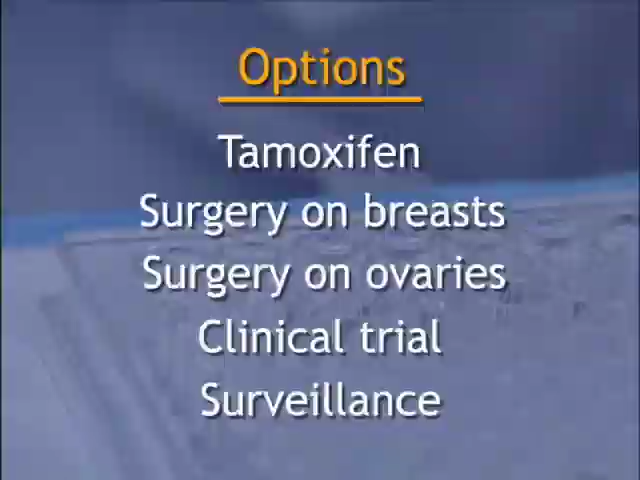 Options
Tamoxifen
Surgery on breasts
Surgery on ovaries
Clinical trial
Surveillance